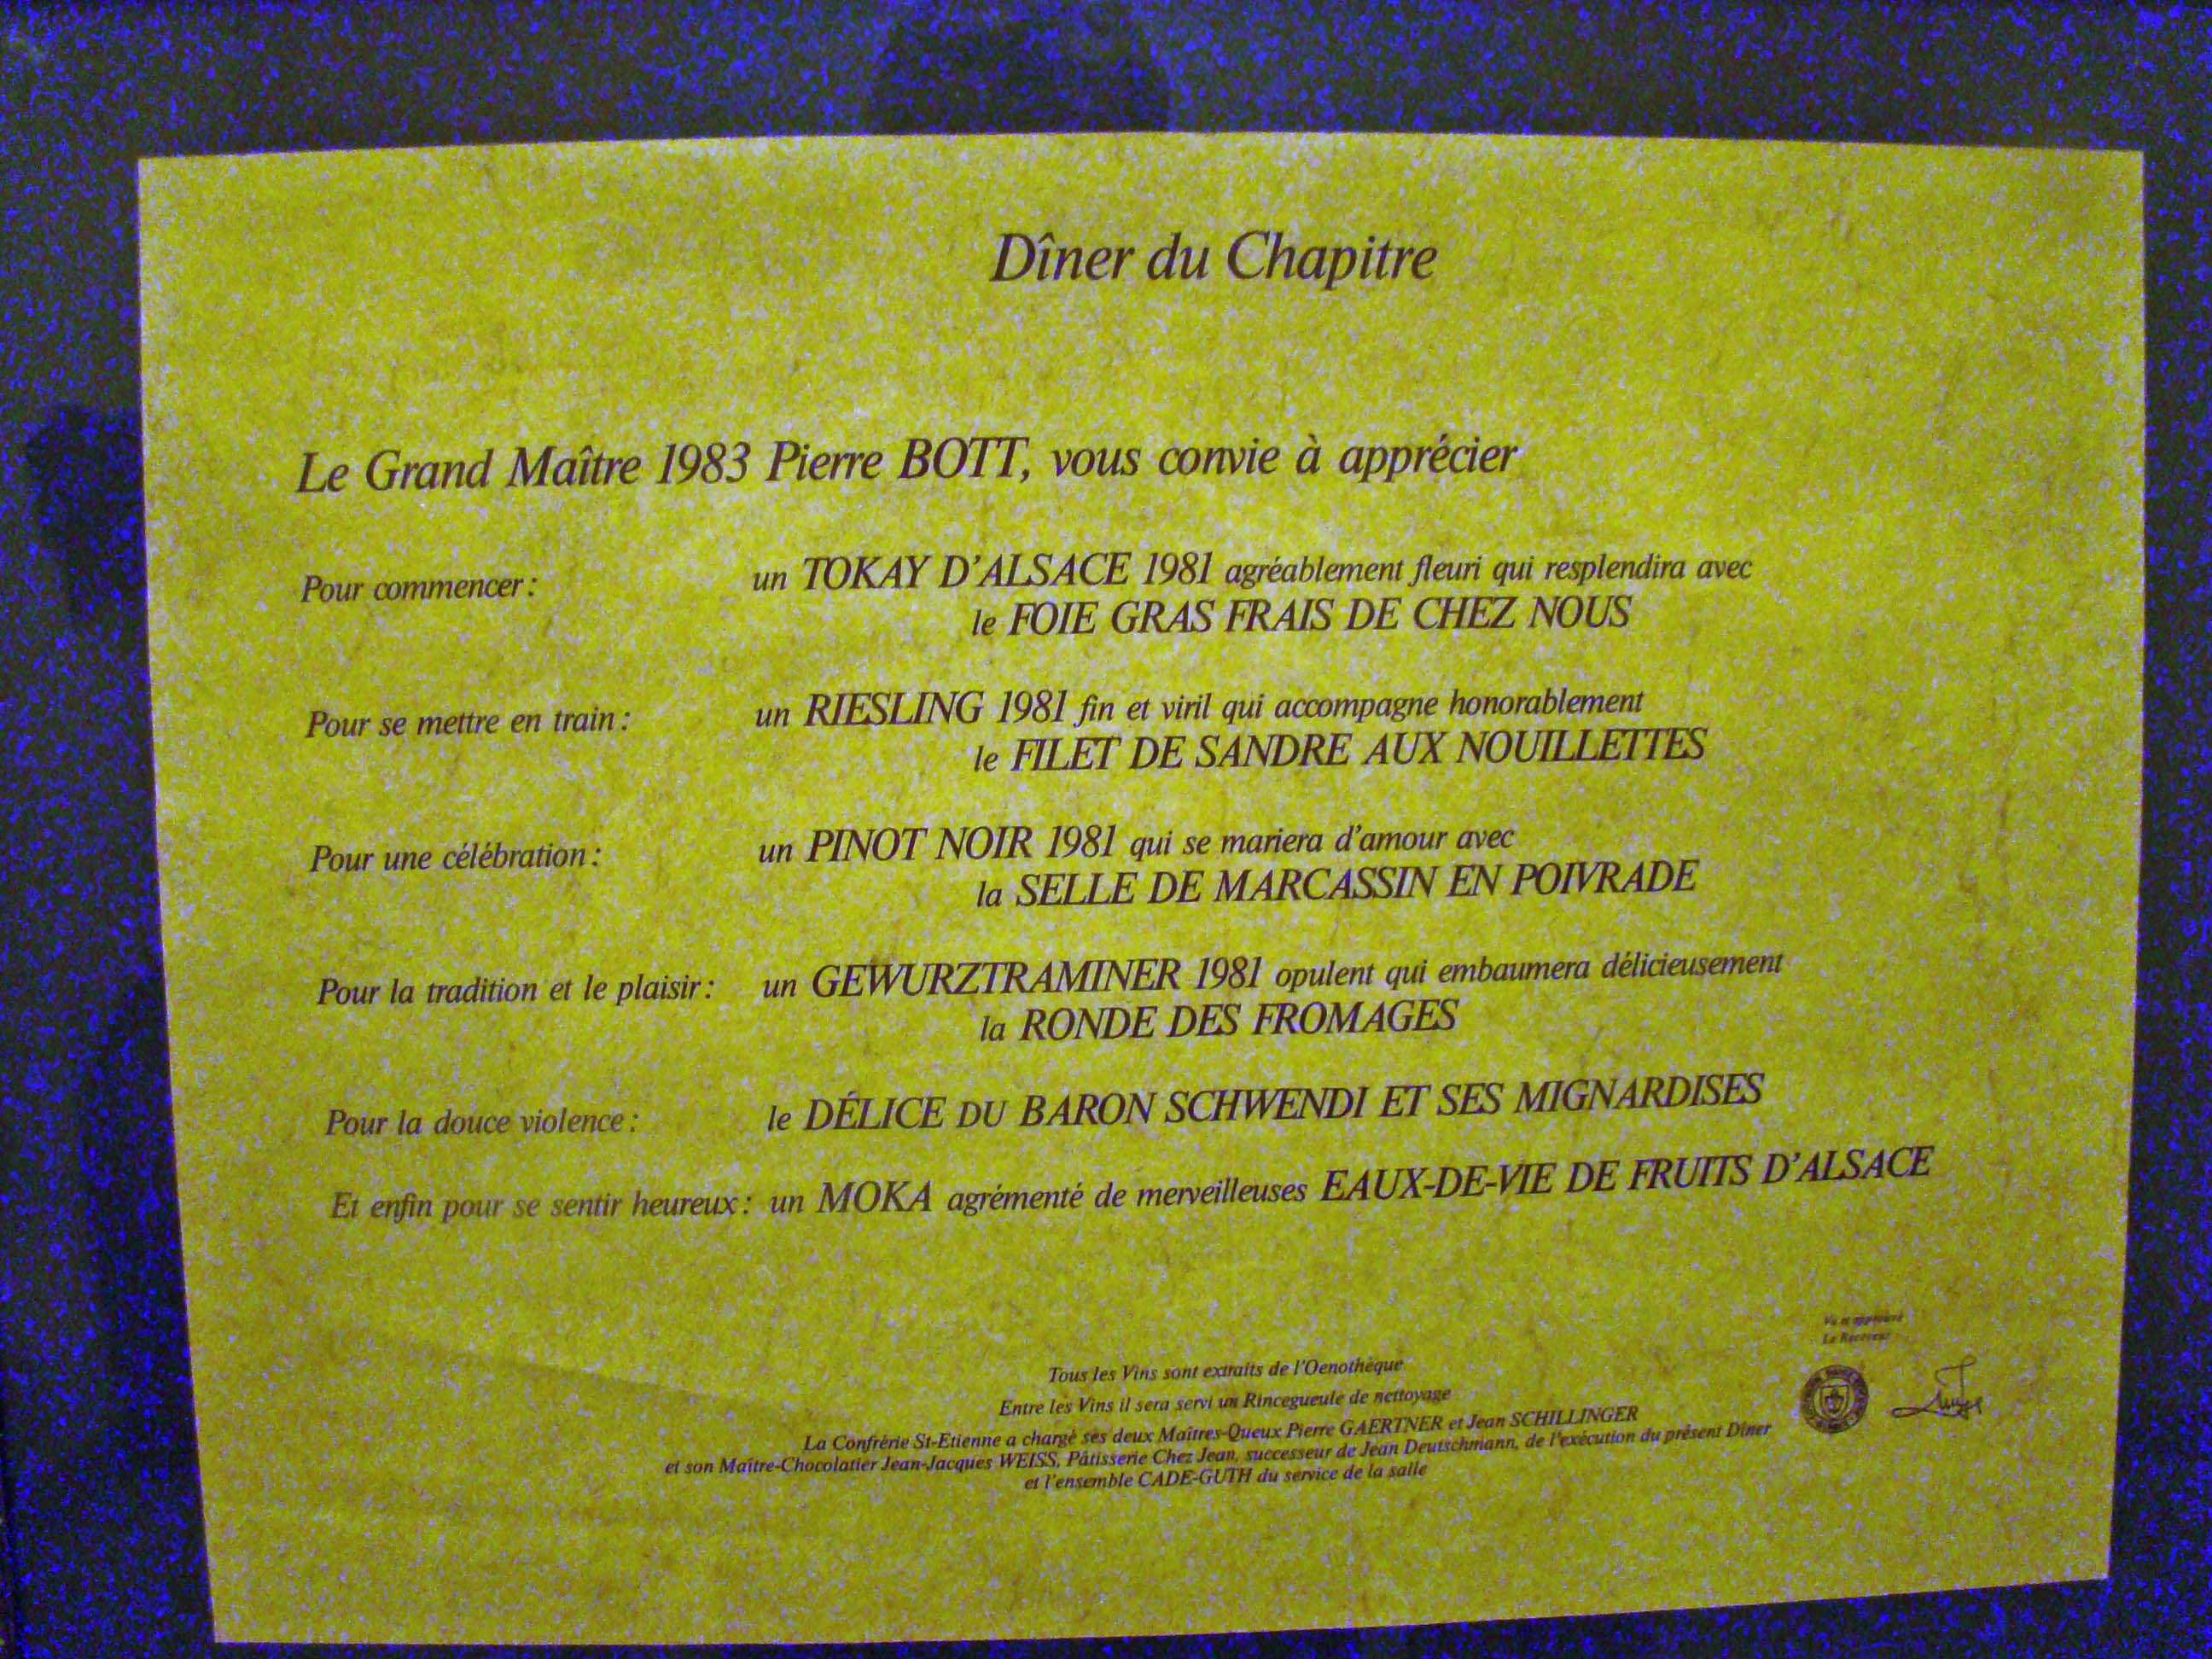 Dîner du Chapitre
Le Grand Maître 1983 Pierre BOTT, vous convie à apprécier
Pour commencer : un TOKAY D'ALSACE 1981 agréablement fleuri qui resplendira avec
le FOIE GRAS FRAIS DE CHEZ NOUS
Pour se mettre en train : un RIESLING 1981 fin et viril qui accompagne honorablement
le FILET DE SANDRE AUX NOUILLETTES
Pour une célébration : un PINOT NOIR 1981 qui se mariera d'amour avec
la SELLE DE MARCASSIN EN POIVRADE
Pour la tradition et le plaisir : un GEWURZTRAMINER 1981 opulent qui embaumera délicieusement
la RONDE DES FROMAGES
Pour la douce violence : le DÉLICE DU BARON SCHWENDI ET SES MIGNARDISES
Et enfin pour se sentir heureux : un MOKA agrémenté de merveilleuses EAUX-DE-VIE DE FRUITS D'ALSACE
Vu et approuvé
Le Receveur
Tous les Vins sont extraits de l'Oenothèque
Entre les Vins il sera servi un Rincegueule de nettoyage
La Confrérie St-Etienne a chargé ses deux Maîtres-Queux Pierre GAERTNER et Jean SCHILLINGER
et son Maître-Chocolatier Jean-Jacques WEISS, Pâtisserie Chez Jean, successeur de Jean Deutschmann, de l'exécution du présent Dîner
et l'ensemble CADE-GUTH du service de la salle